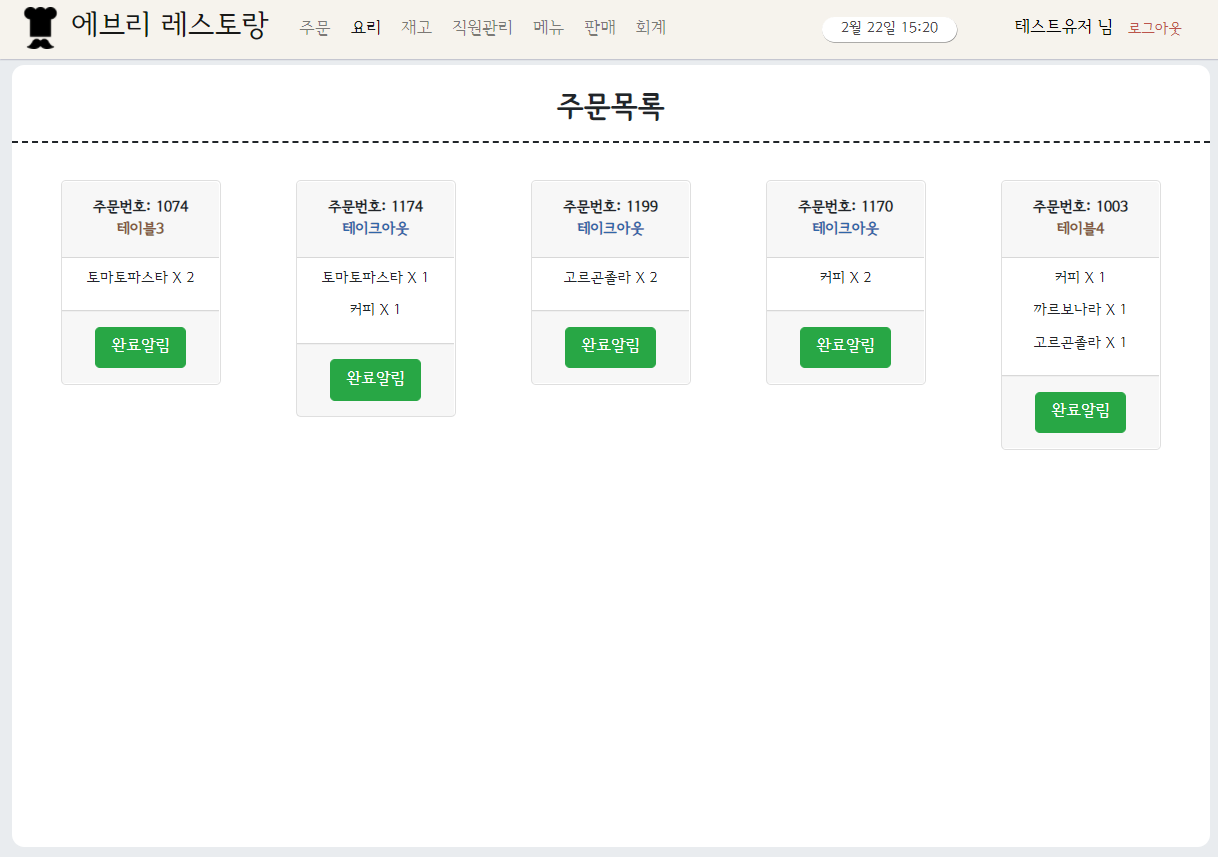 에브리 레스토랑
주문 요리 재고 직원관리 메뉴 판매 회계
2월 22일 15:20
테스트유저 님 로그아웃
주문목록
주문번호: 1074
테이블3
토마토파스타 X 2
완료알림
주문번호: 1174
테이크아웃
토마토파스타 X 1
커피 X 1
완료알림
주문번호: 1199
테이크아웃
고르곤졸라 X 2
완료알림
주문번호: 1170
테이크아웃
커피 X 2
완료알림
주문번호: 1003
테이블4
커피 X 1
까르보나라 X 1
고르곤졸라 X 1
완료알림